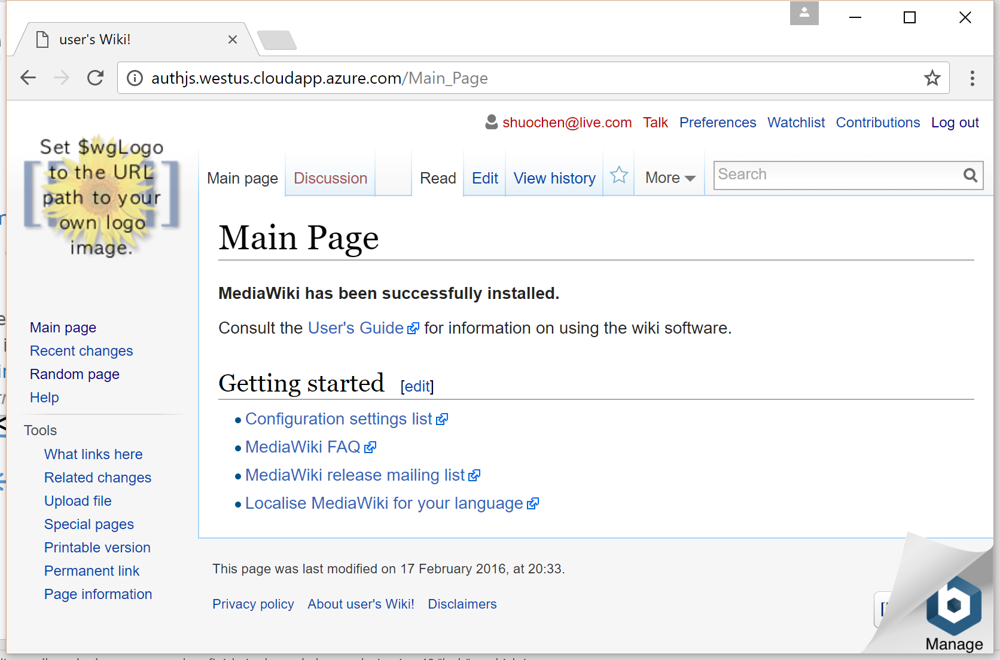 user's Wiki!
authjs.westus.cloudapp.azure.com/Main_Page
shuochen@live.com Talk Preferences Watchlist Contributions Log out
Set $wgLogo
to the URL
path to your
own logo
image.
Main page Discussion Read Edit View history More Search
Main Page
MediaWiki has been successfully installed.
Consult the User's Guide for information on using the wiki software.
Getting started [edit]
Configuration settings list
MediaWiki FAQ
MediaWiki release mailing list
Localise MediaWiki for your language
Main page
Recent changes
Random page
Help
Tools
What links here
Related changes
Upload file
Special pages
Printable version
Permanent link
Page information
This page was last modified on 17 February 2016, at 20:33.
Privacy policy About user's Wiki! Disclaimers
Manage